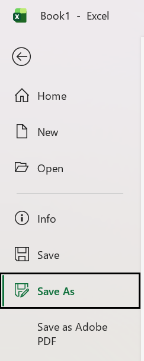 Book1 - Excel
Home
New
Open
Info
Save
Save As
Save as Adobe
PDF